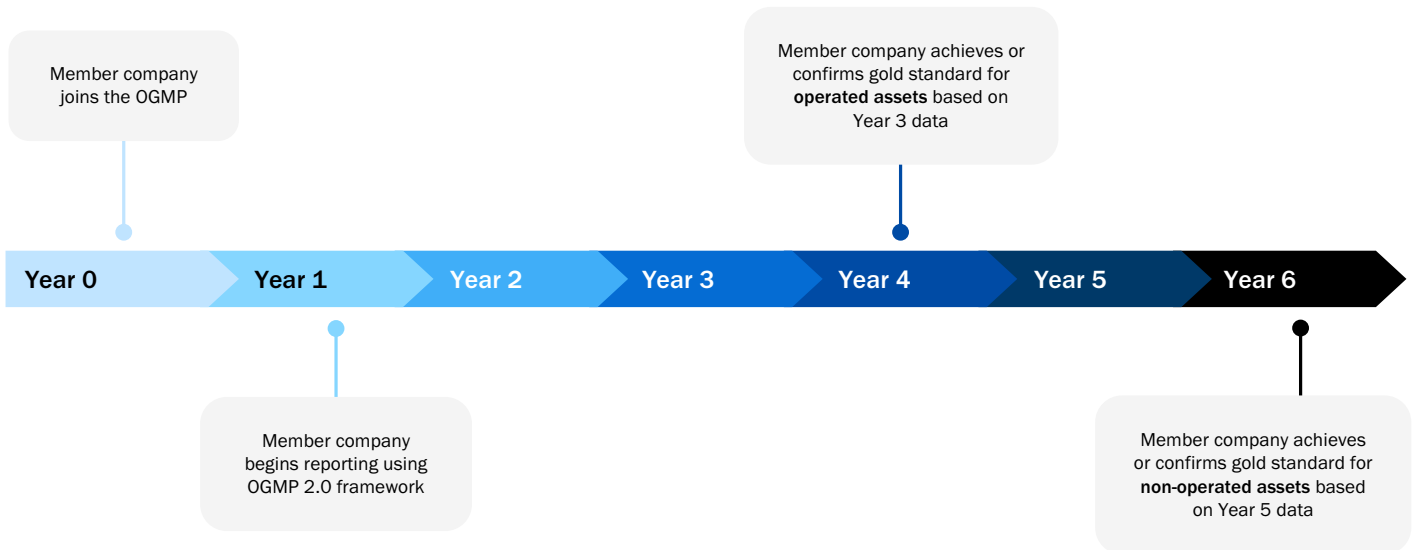 Member company
joins the OGMP
Member company achieves or
confirms gold standard for
operated assets based on
Year 3 data
Year 0
Year 1
Year 2
Year 3
Year 4
Year 5
Year 6
Member company
begins reporting using
OGMP 2.0 framework
Member company achieves
or confirms gold standard for
non-operated assets based
on Year 5 data